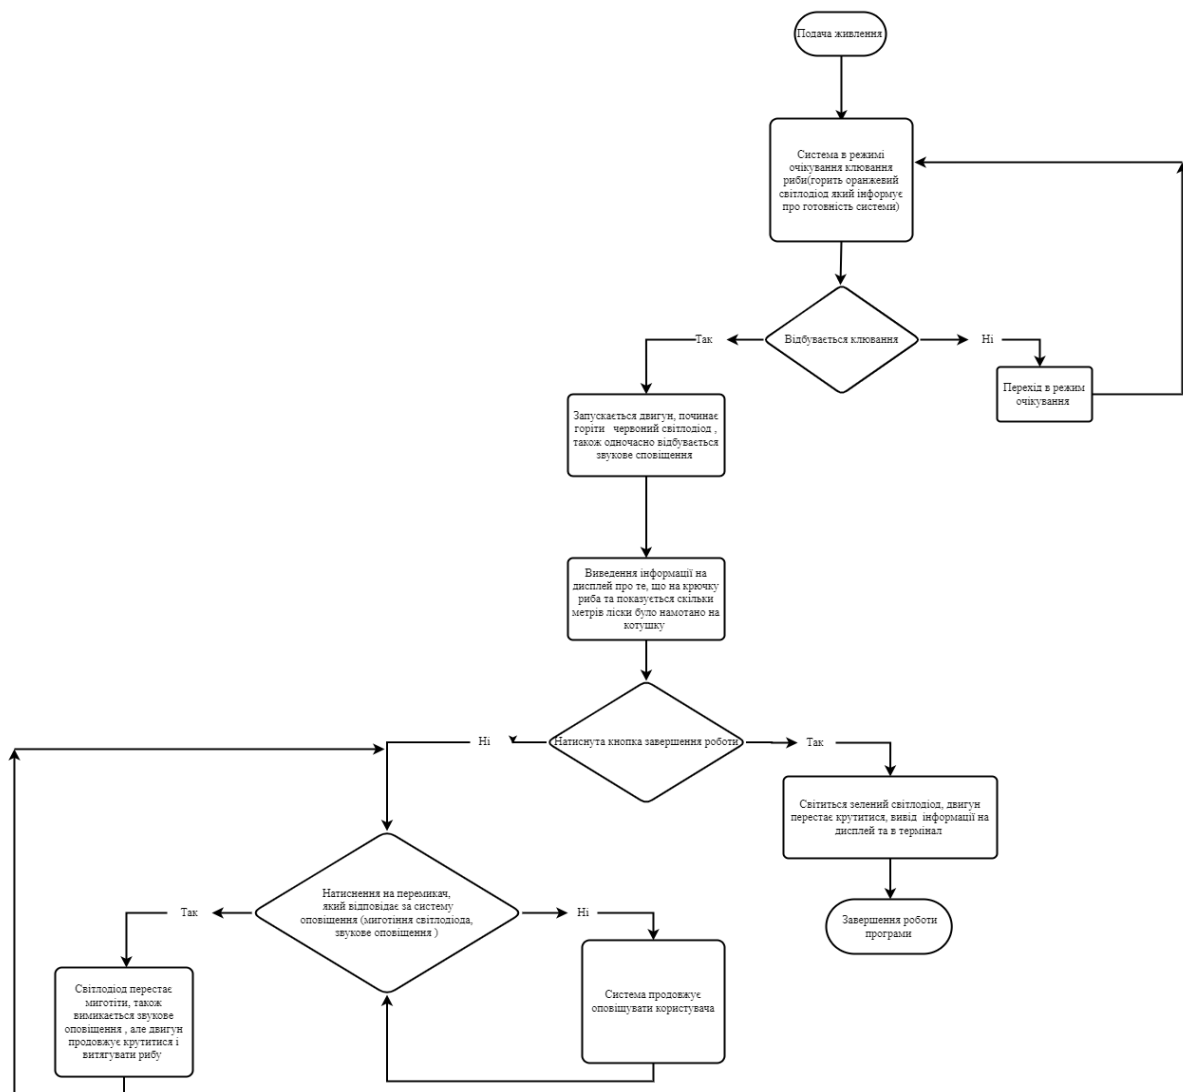 Подача живлення
Система в режимі
очікування клювання
риби(горить оранжевий
світлодіод який інформує
про готовність системи)
Відбувається клювання
Так
Ні
Перехід в режим
очікування
Запускається двигун, починає
горіти червоний світлодіод ,
також одночасно відбувається
звукове сповіщення
Виведення інформації на
дисплей про те, що на крючку
риба та показується скільки
метрів ліски було намотано на
котушку
Натиснута кнопка завершення роботи
Ні
Так
Світиться зелений світлодіод, двигун
перестає крутитися, вивід інформації на
дисплей та в термінал
Завершення роботи
програми
Натиснення на перемикач,
який відповідає за систему
оповіщення (миготіння світлодіода,
звукове оповіщення )
Так
Ні
Світлодіод перестає
миготіти, також
вимикається звукове
оповіщення , але двигун
продовжує крутитися і
витягувати рибу
Система продовжує
оповіщувати користувача